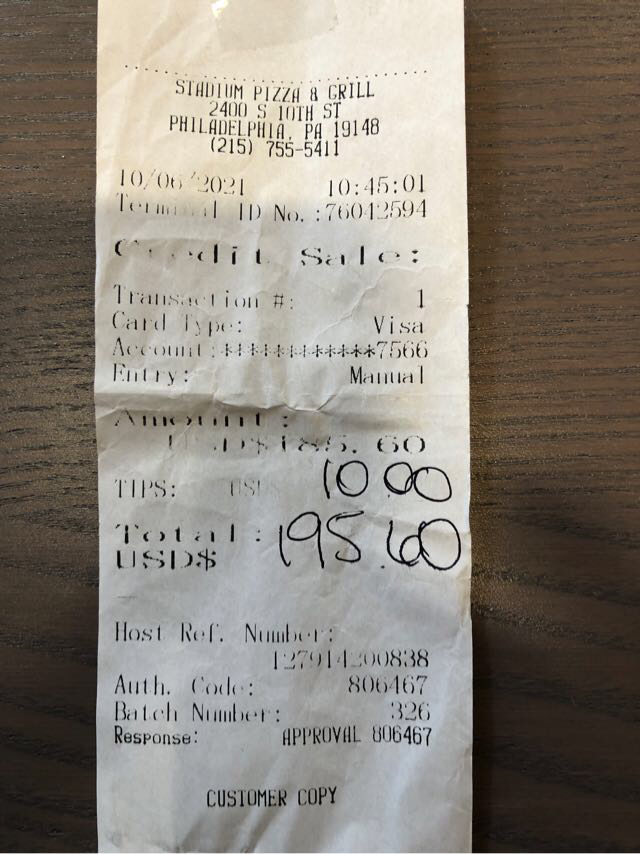 STADIUM PIZZA & GRILL
2400 S 10TH ST
PHILADELPHIA, PA 19148
(215) 755-5411
10/06/2021 10:45:01
Terminal ID No.:76042594
Credit Sale:
Transaction #: 1
Card Type: Visa
Account:************7566
Entry: Manual
Amount:
USD$185.60
TIPS: USD 10.00
Total: 195.60
USD$
Host Ref. Number:
127914200838
Auth. Code: 806467
Batch Number: 326
Response: APPROVAL 806467
CUSTOMER COPY